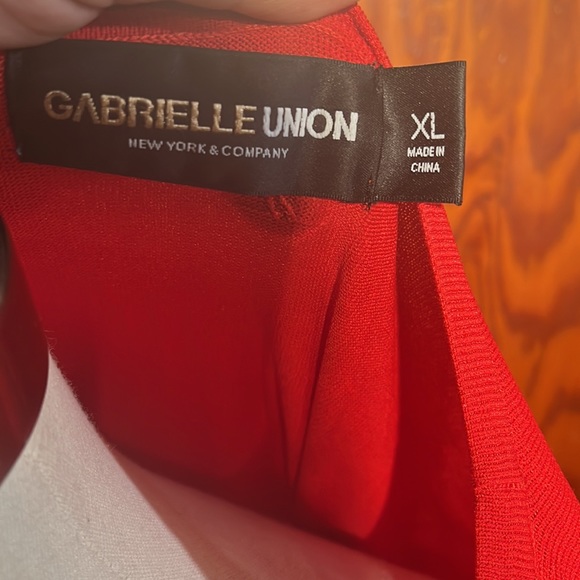 GABRIELLE UNION
NEW YORK & COMPANY
XL
MADE IN
CHINA